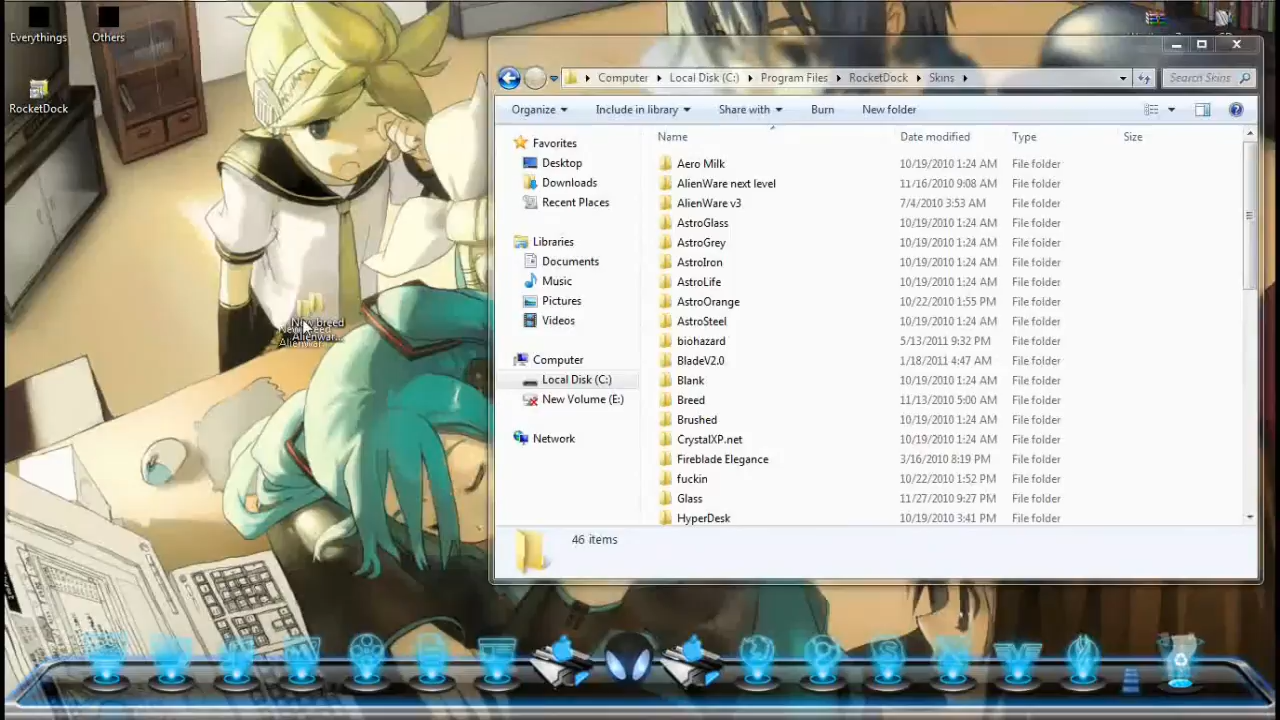 Everythings
Others
RocketDock
New Breed
Alienwar...
Computer
Local Disk (C:)
Program Files
RocketDock
Skins
Search Skins
Organize
Include in library
Share with
Burn
New folder
Favorites
Desktop
Downloads
Recent Places
Libraries
Documents
Music
Pictures
Videos
Computer
Local Disk (C:)
New Volume (E:)
Network
Name Date modified Type Size
Aero Milk 10/19/2010 1:24 AM File folder
AlienWare next level 11/16/2010 9:08 AM File folder
AlienWare v3 7/4/2010 3:53 AM File folder
AstroGlass 10/19/2010 1:24 AM File folder
AstroGrey 10/19/2010 1:24 AM File folder
AstroIron 10/19/2010 1:24 AM File folder
AstroLife 10/19/2010 1:24 AM File folder
AstroOrange 10/22/2010 1:55 PM File folder
AstroSteel 10/19/2010 1:24 AM File folder
biohazard 5/13/2011 9:32 PM File folder
BladeV2.0 1/18/2011 4:47 AM File folder
Blank 10/19/2010 1:24 AM File folder
Breed 11/13/2010 5:00 AM File folder
Brushed 10/19/2010 1:24 AM File folder
CrystalXP.net 10/19/2010 1:24 AM File folder
Fireblade Elegance 3/16/2010 8:19 PM File folder
fuckin 10/22/2010 1:52 PM File folder
Glass 11/27/2010 9:27 PM File folder
HyperDesk 10/19/2010 3:41 PM File folder
46 items